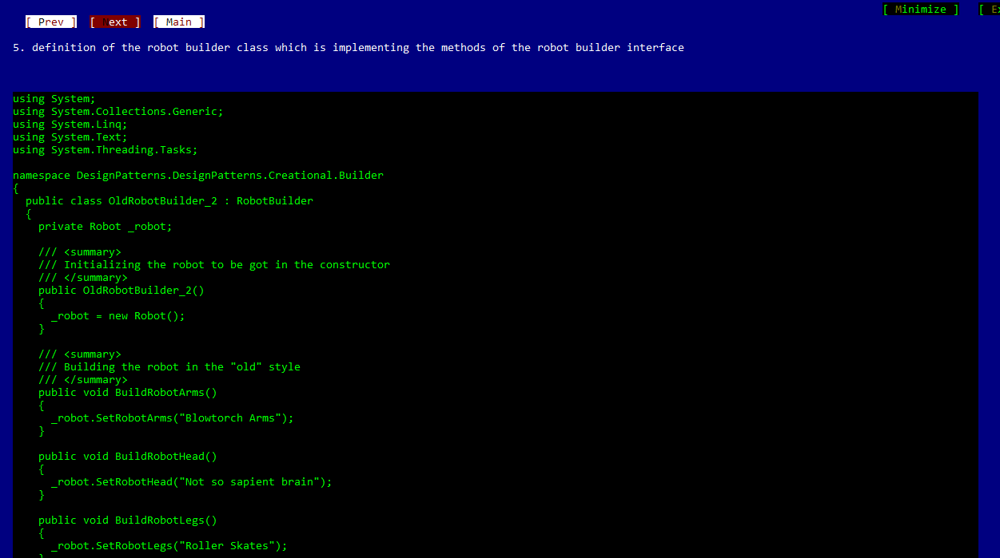 [ Prev ] [ Next ] [ Main ] [ Minimize ] [ Ex
5. definition of the robot builder class which is implementing the methods of the robot builder interface
using System;
using System.Collections.Generic;
using System.Linq;
using System.Text;
using System.Threading.Tasks;
namespace DesignPatterns.DesignPatterns.Creational.Builder
{
public class OldRobotBuilder_2 : RobotBuilder
{
private Robot _robot;
/// <summary>
/// Initializing the robot to be got in the constructor
/// </summary>
public OldRobotBuilder_2()
{
_robot = new Robot();
}
/// <summary>
/// Building the robot in the "old" style
/// </summary>
public void BuildRobotArms()
{
_robot.SetRobotArms("Blowtorch Arms");
}
public void BuildRobotHead()
{
_robot.SetRobotHead("Not so sapient brain");
}
public void BuildRobotLegs()
{
_robot.SetRobotLegs("Roller Skates");
}